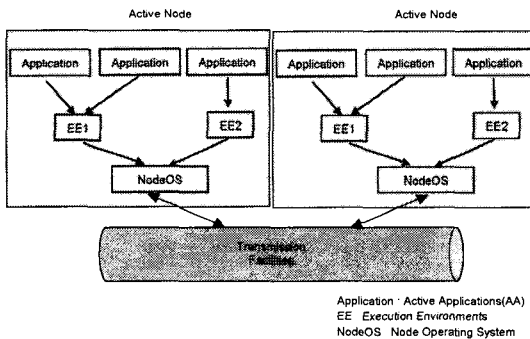 Active Node
Active Node
Application
Application
Application
Application
Application
Application
EE1
EE2
EE1
EE2
NodeOS
NodeOS
Transmission
Facilities
Application : Active Applications(AA)
EE Execution Environments
NodeOS Node Operating System